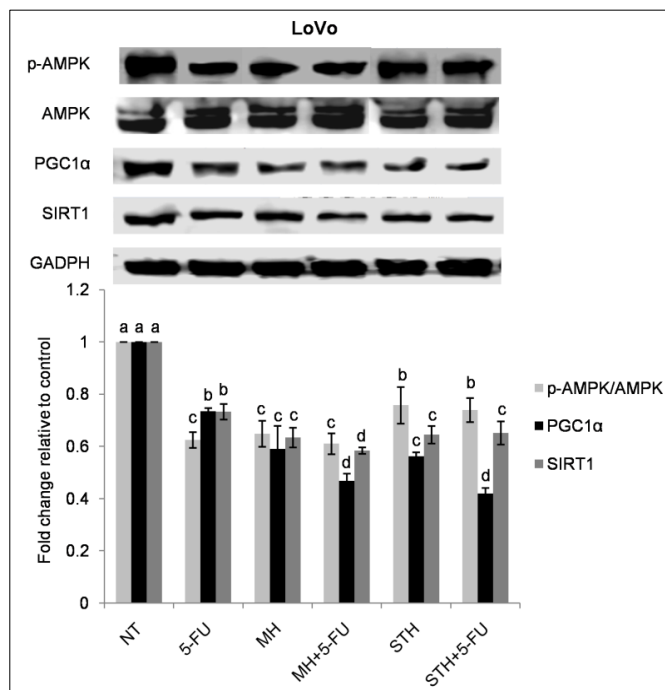 LoVo
p-AMPK
AMPK
PGC1α
SIRT1
GADPH
Fold change relative to control
1.2
1
0.8
0.6
0.4
0.2
0
a a a
c b b
c c c
c d d
b c c
b d c
NT
5-FU
MH
MH+5-FU
STH
STH+5-FU
p-AMPK/AMPK
PGC1α
SIRT1